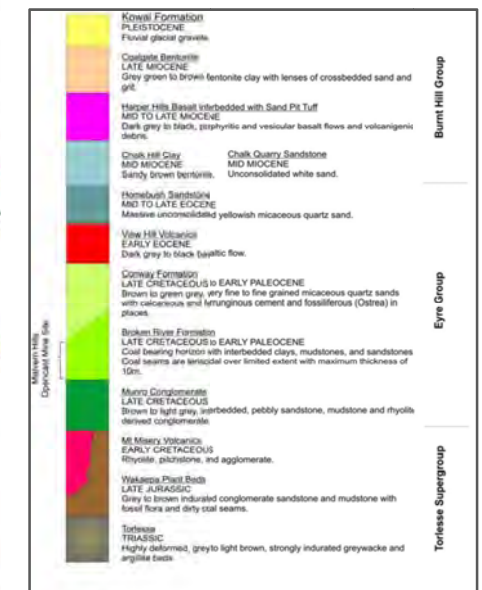 Kowai Formation
PLEISTOCENE
Fluvial glacial gravels.
Coalgate Bentonite
LATE MIOCENE
Grey green to brown bentonite clay with lenses of crossbedded sand and
grit.
Harper Hills Basalt interbedded with Sand Pit Tuff
MID TO LATE MIOCENE
Dark grey to black, porphyritic and vesicular basalt flows and volcanigenic
debris.
Chalk Hill Clay
MID MIOCENE
Sandy brown bentonite.
Chalk Quarry Sandstone
MID MIOCENE
Unconsolidated white sand.
Homebush Sandstone
MID TO LATE EOCENE
Massive unconsolidated yellowish micaceous quartz sand.
View Hill Volcanics
EARLY EOCENE
Dark grey to black basaltic flow.
Conway Formation
LATE CRETACEOUS to EARLY PALEOCENE
Brown to green grey, very fine to fine grained micaceous quartz sands
with calcareous and ferrunginous cement and fossiliferous (Ostrea) in
places.
Broken River Formation
LATE CRETACEOUS to EARLY PALEOCENE
Coal bearing horizon with interbedded clays, mudstones, and sandstones
Coal seams are lensoidal over limited extent with maximum thickness of
10m.
Munro Conglomerate
LATE CRETACEOUS
Brown to light grey, interbedded, pebbly sandstone, mudstone and rhyolite
derived conglomerate.
Mt Misery Volcanics
EARLY CRETACEOUS
Rhyolite, pitchstone, and agglomerate.
Wakaepa Plant Beds
LATE JURASSIC
Grey to brown indurated conglomerate sandstone and mudstone with
fossil flora and dirty coal seams.
Torlesse
TRIASSIC
Highly deformed, grey to light brown, strongly indurated greywacke and
argillite beds.
Malvern Hills
Opencast Mine Site
Burnt Hill Group
Eyre Group
Torlesse Supergroup